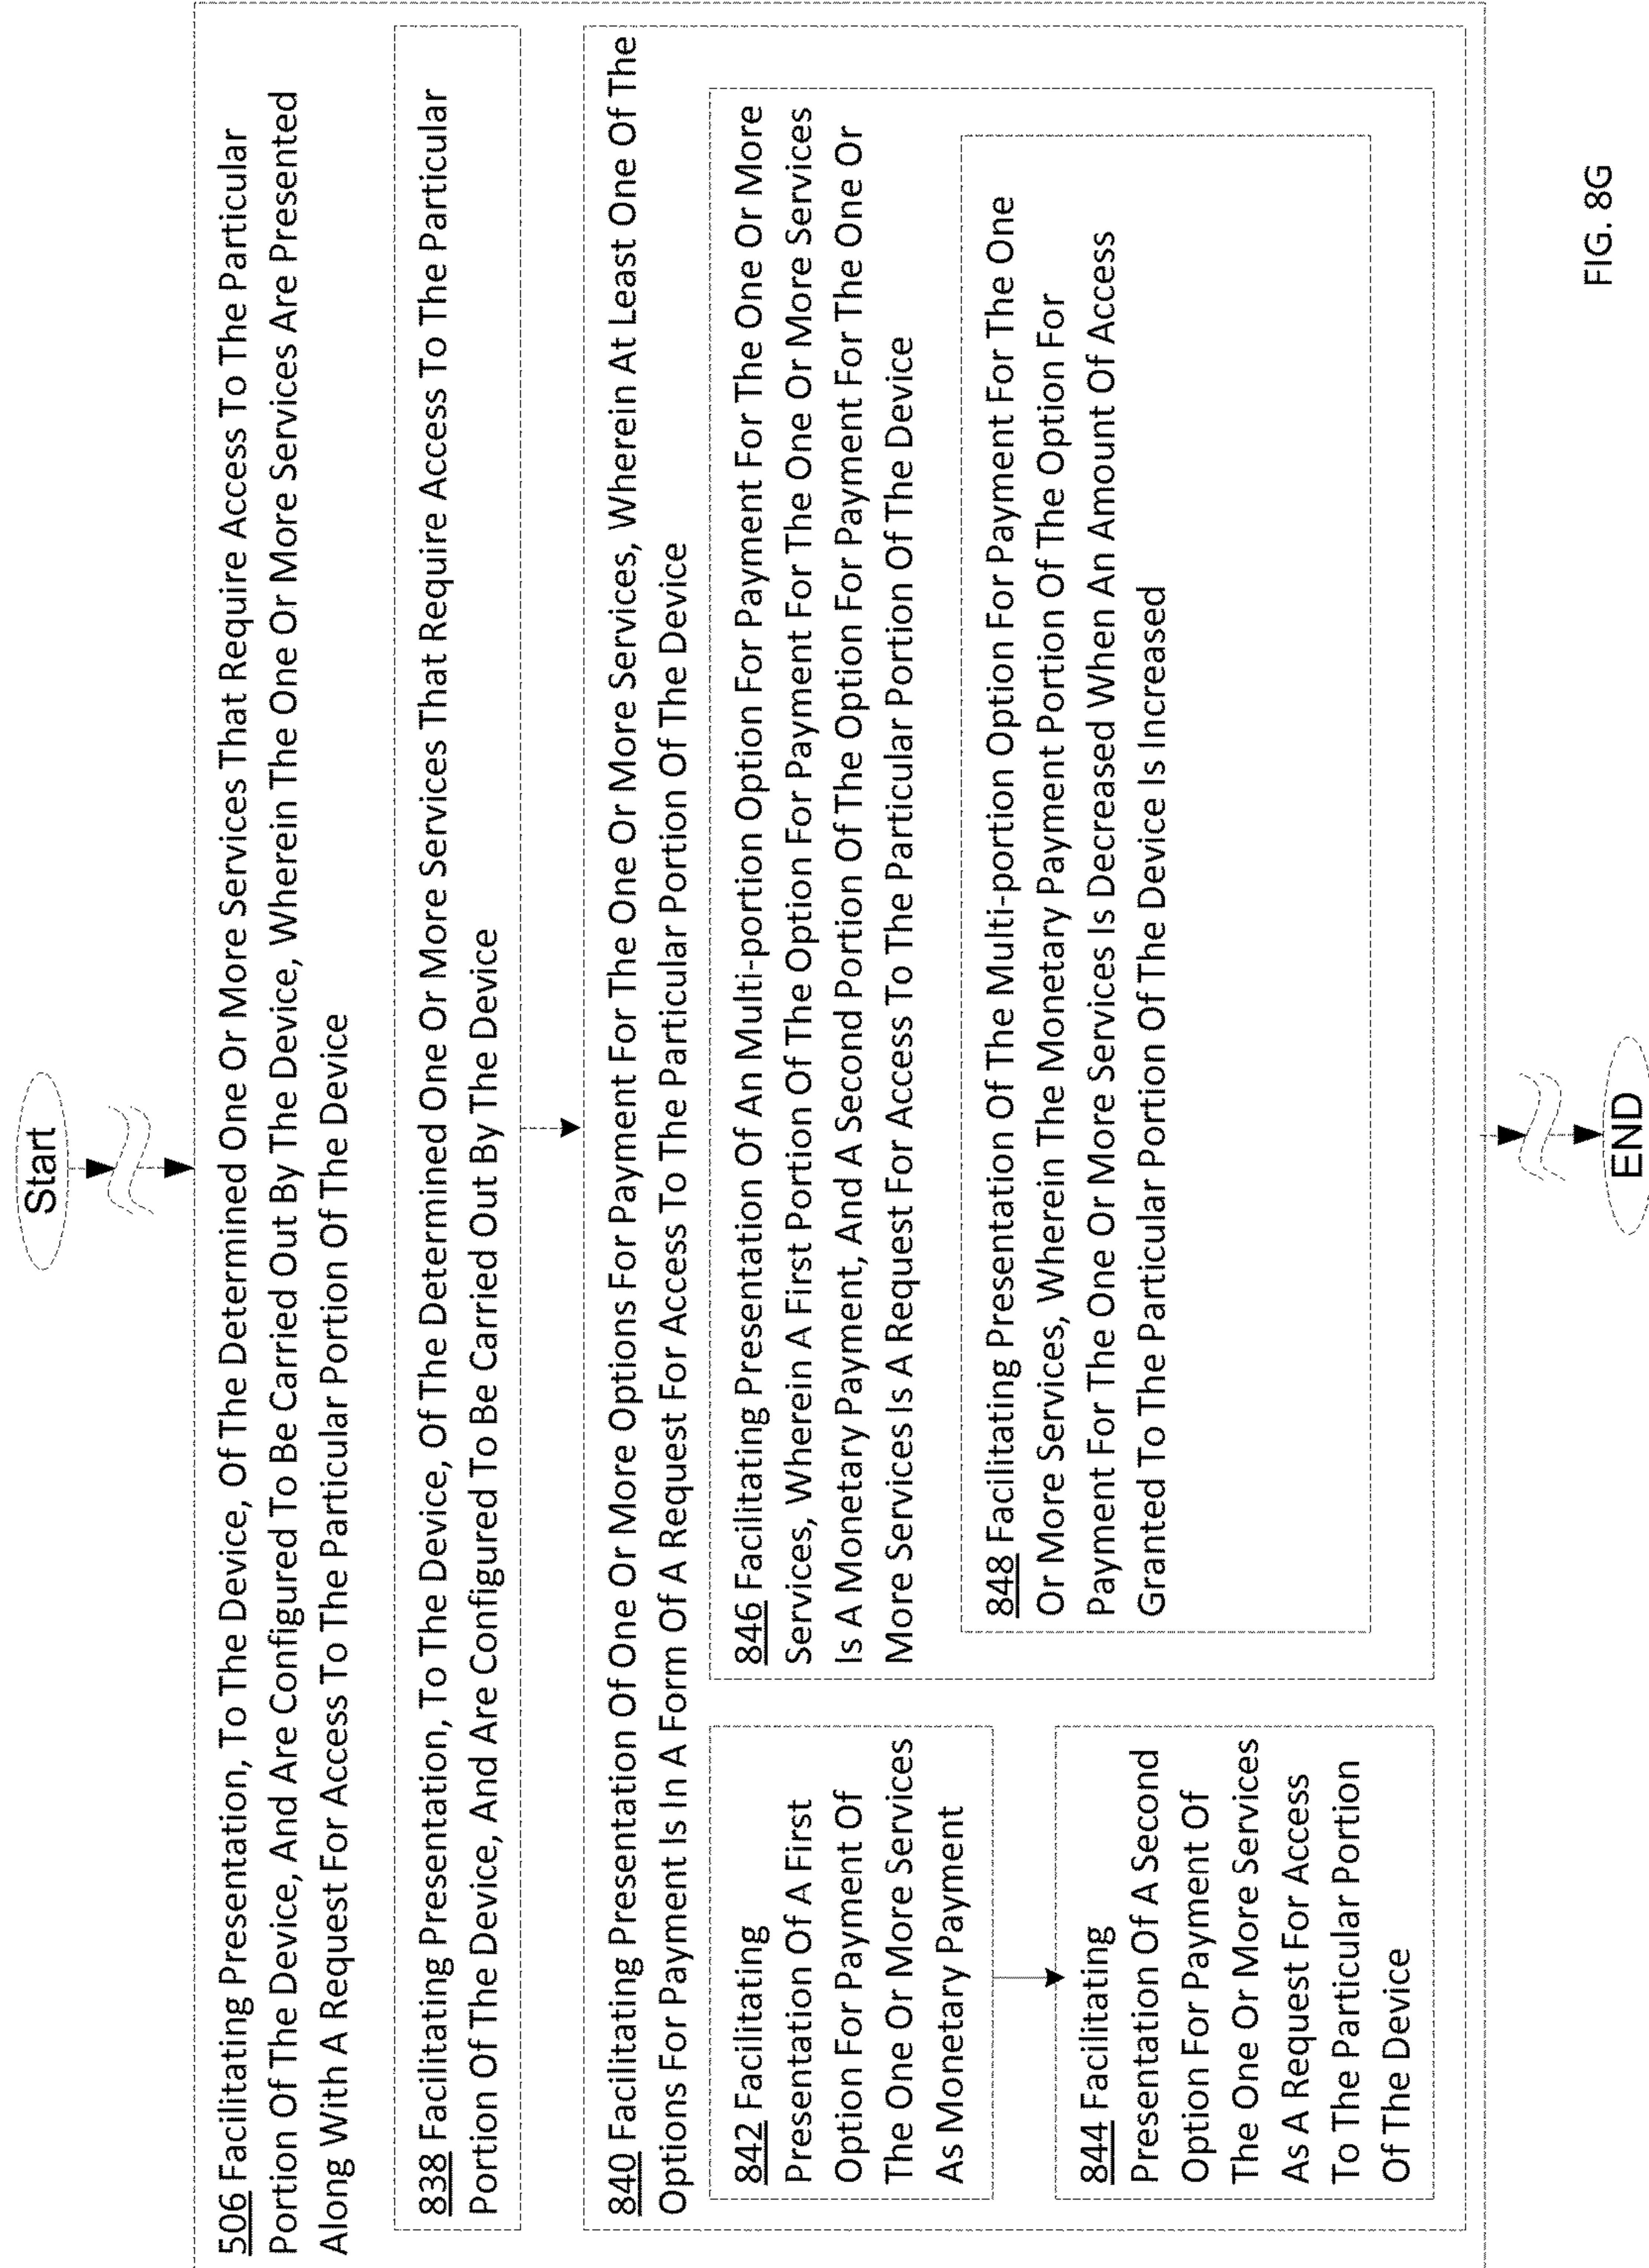 Start
506 Facilitating Presentation, To The Device, Of The Determined One Or More Services That Require Access To The Particular
Portion Of The Device, And Are Configured To Be Carried Out By The Device, Wherein The One Or More Services Are Presented
Along With A Request For Access To The Particular Portion Of The Device
838 Facilitating Presentation, To The Device, Of The Determined One Or More Services That Require Access To The Particular
Portion Of The Device, And Are Configured To Be Carried Out By The Device
840 Facilitating Presentation Of One Or More Options For Payment For The One Or More Services, Wherein At Least One Of The
Options For Payment Is In A Form Of A Request For Access To The Particular Portion Of The Device
842 Facilitating
Presentation Of A First
Option For Payment Of
The One Or More Services
As Monetary Payment
844 Facilitating
Presentation Of A Second
Option For Payment Of
The One Or More Services
As A Request For Access
To The Particular Portion
Of The Device
846 Facilitating Presentation Of An Multi-portion Option For Payment For The One Or More
Services, Wherein A First Portion Of The Option For Payment For The One Or More Services
Is A Monetary Payment, And A Second Portion Of The Option For Payment For The One Or
More Services Is A Request For Access To The Particular Portion Of The Device
848 Facilitating Presentation Of The Multi-portion Option For Payment For The One
Or More Services, Wherein The Monetary Payment Portion Of The Option For
Payment For The One Or More Services Is Decreased When An Amount Of Access
Granted To The Particular Portion Of The Device Is Increased
END
FIG. 8G